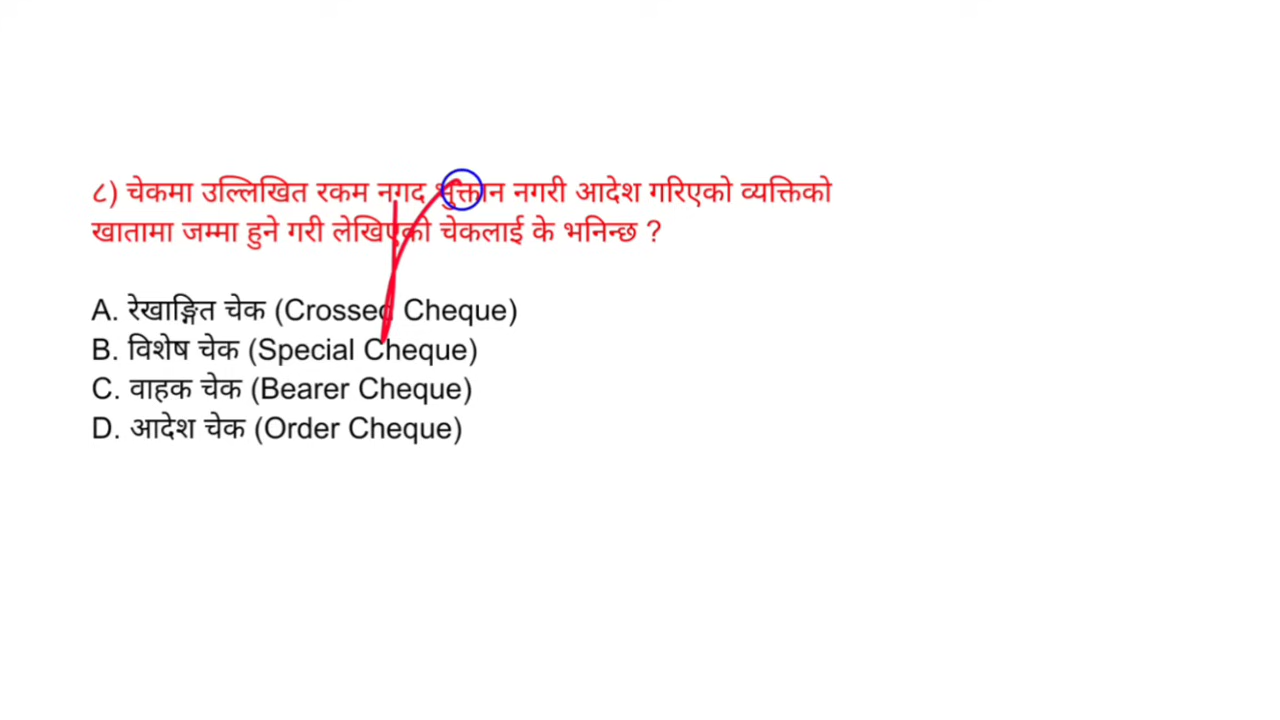 ८) चेकमा उल्लिखित रकम नगद भुक्तान नगरी आदेश गरिएको व्यक्तिको
खातामा जम्मा हुने गरी लेखिएको चेकलाई के भनिन्छ ?
A. रेखाङ्कित चेक (Crossed Cheque)
B. विशेष चेक (Special Cheque)
C. वाहक चेक (Bearer Cheque)
D. आदेश चेक (Order Cheque)